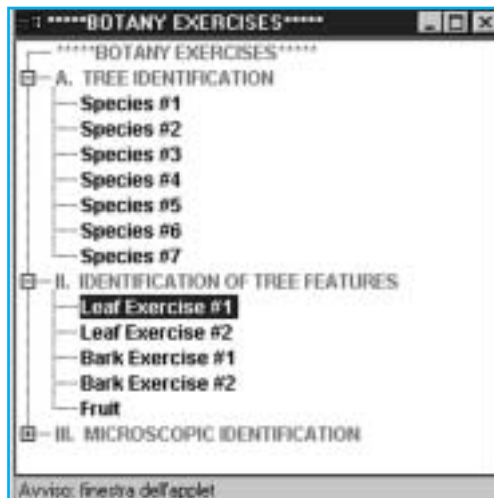 *****BOTANY EXERCISES*****
*****BOTANY EXERCISES*****
A. TREE IDENTIFICATION
Species #1
Species #2
Species #3
Species #4
Species #5
Species #6
Species #7
II. IDENTIFICATION OF TREE FEATURES
Leaf Exercise #1
Leaf Exercise #2
Bark Exercise #1
Bark Exercise #2
Fruit
III. MICROSCOPIC IDENTIFICATION
Avviso: finestra dell'applet